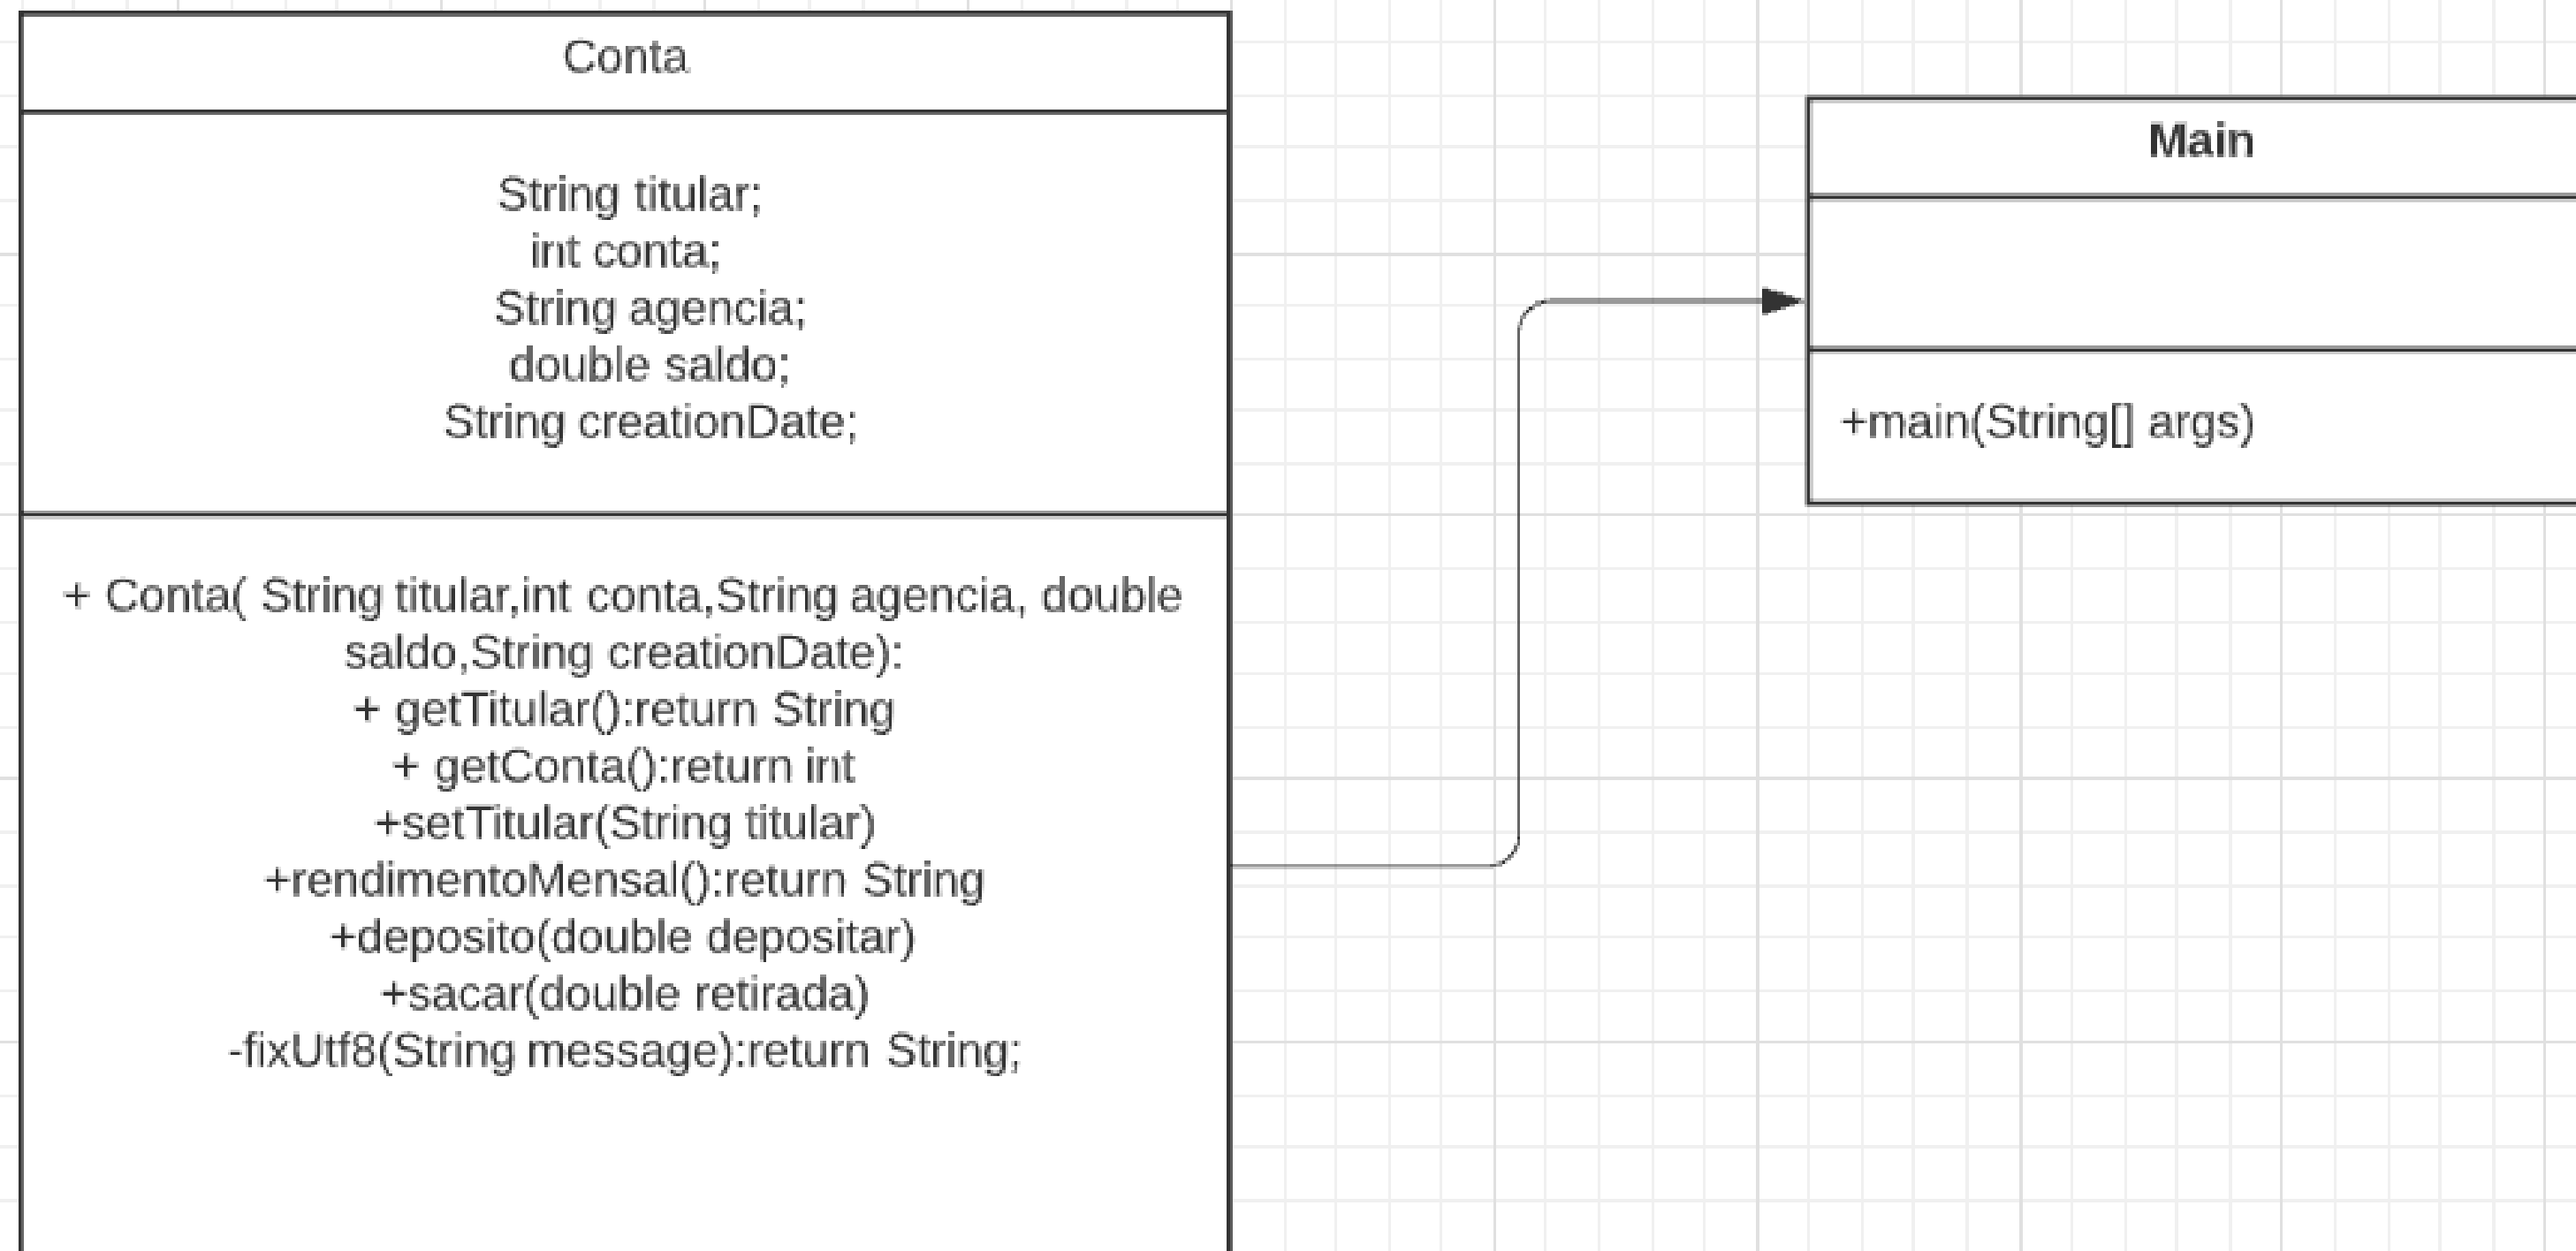 Conta
String titular;
int conta;
String agencia;
double saldo;
String creationDate;
+ Conta( String titular,int conta,String agencia, double
saldo,String creationDate):
+ getTitular():return String
+ getConta():return int
+setTitular(String titular)
+rendimentoMensal():return String
+deposito(double depositar)
+sacar(double retirada)
-fixUtf8(String message):return String;
Main
+main(String[] args)